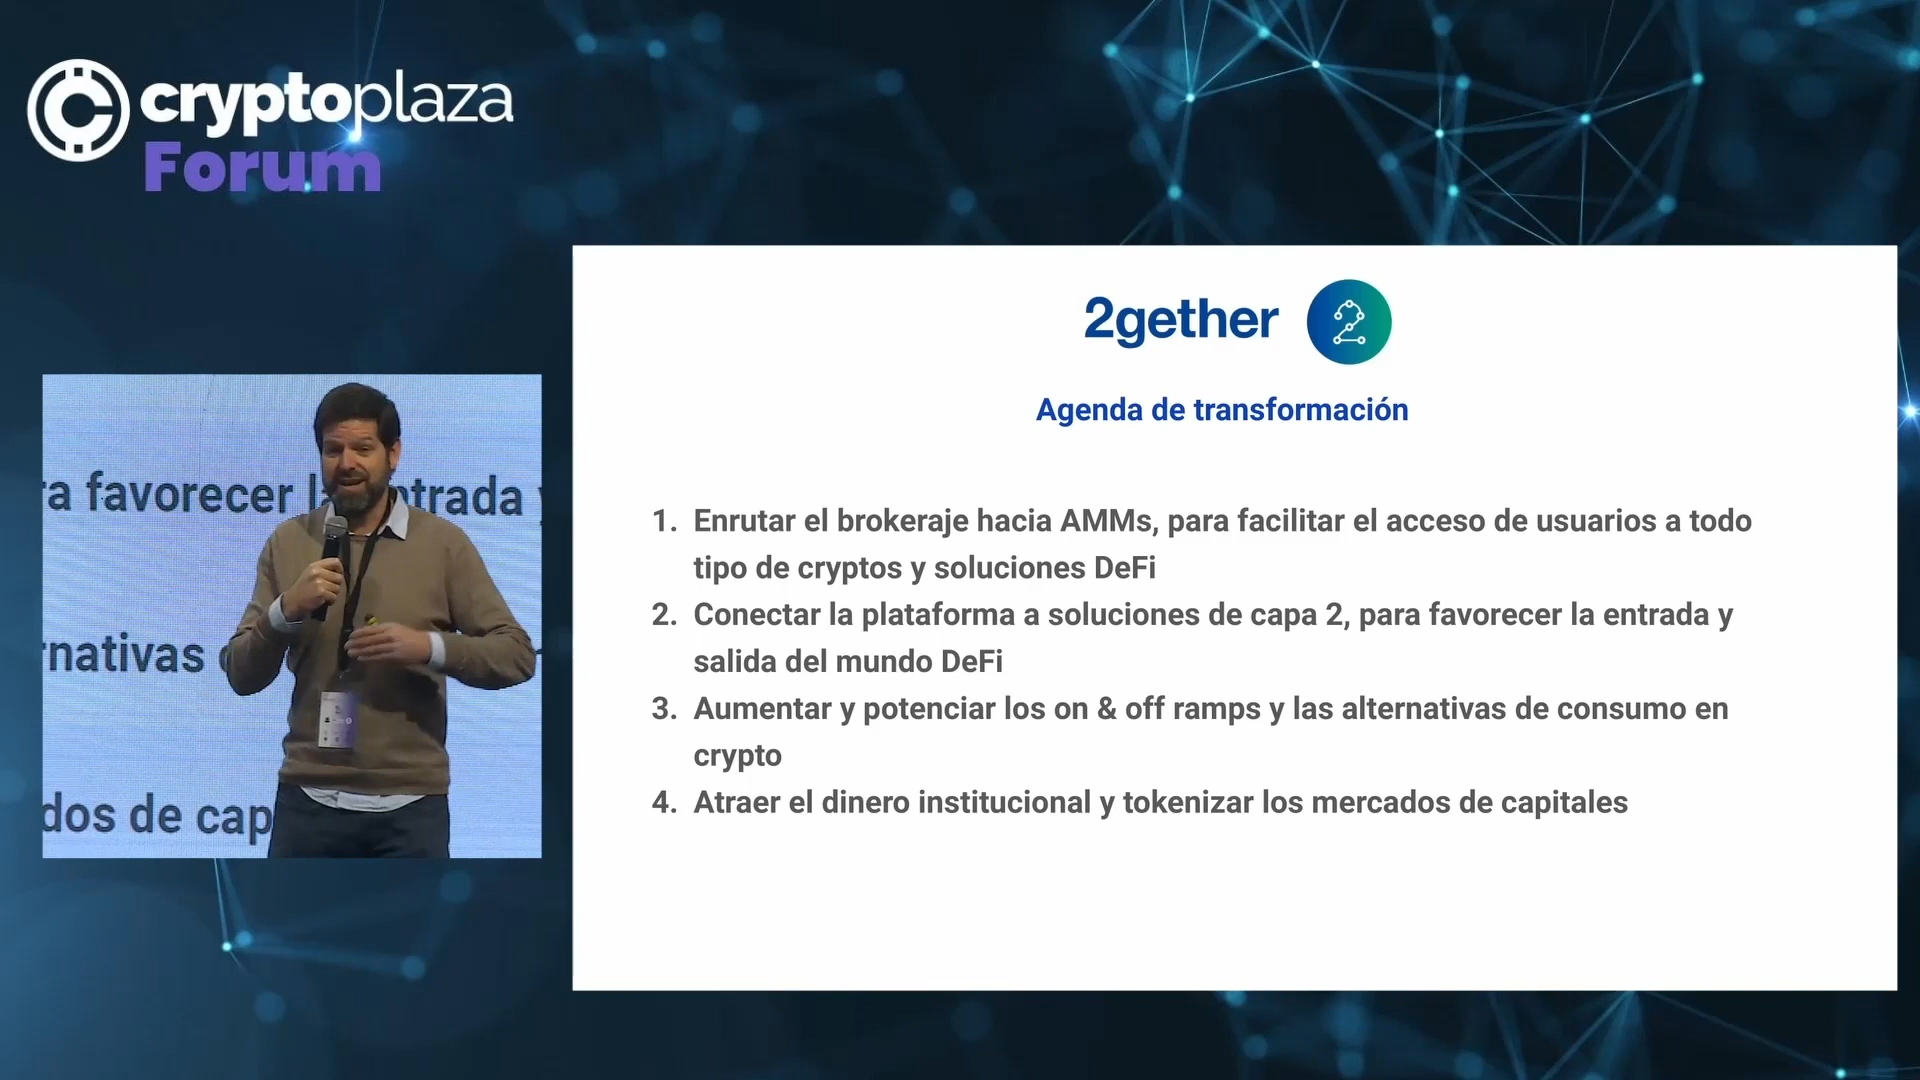 cryptoplaza
Forum
2gether
Agenda de transformación
1. Enrutar el brokeraje hacia AMMs, para facilitar el acceso de usuarios a todo
tipo de cryptos y soluciones DeFi
2. Conectar la plataforma a soluciones de capa 2, para favorecer la entrada y
salida del mundo DeFi
3. Aumentar y potenciar los on & off ramps y las alternativas de consumo en
crypto
4. Atraer el dinero institucional y tokenizar los mercados de capitales
favorecer
dos de cap